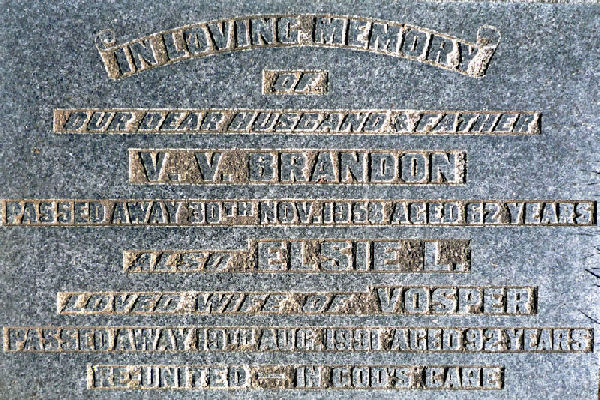 IN LOVING MEMORY
OF
OUR DEAR HUSBAND & FATHER
V. V. BRANDON
PASSED AWAY 30TH NOV. 1958 AGED 62 YEARS
ALSO ELSIE L.
LOVED WIFE OF VOSPER
PASSED AWAY 19TH AUG. 1991 AGED 92 YEARS
RE-UNITED — IN GOD'S CARE